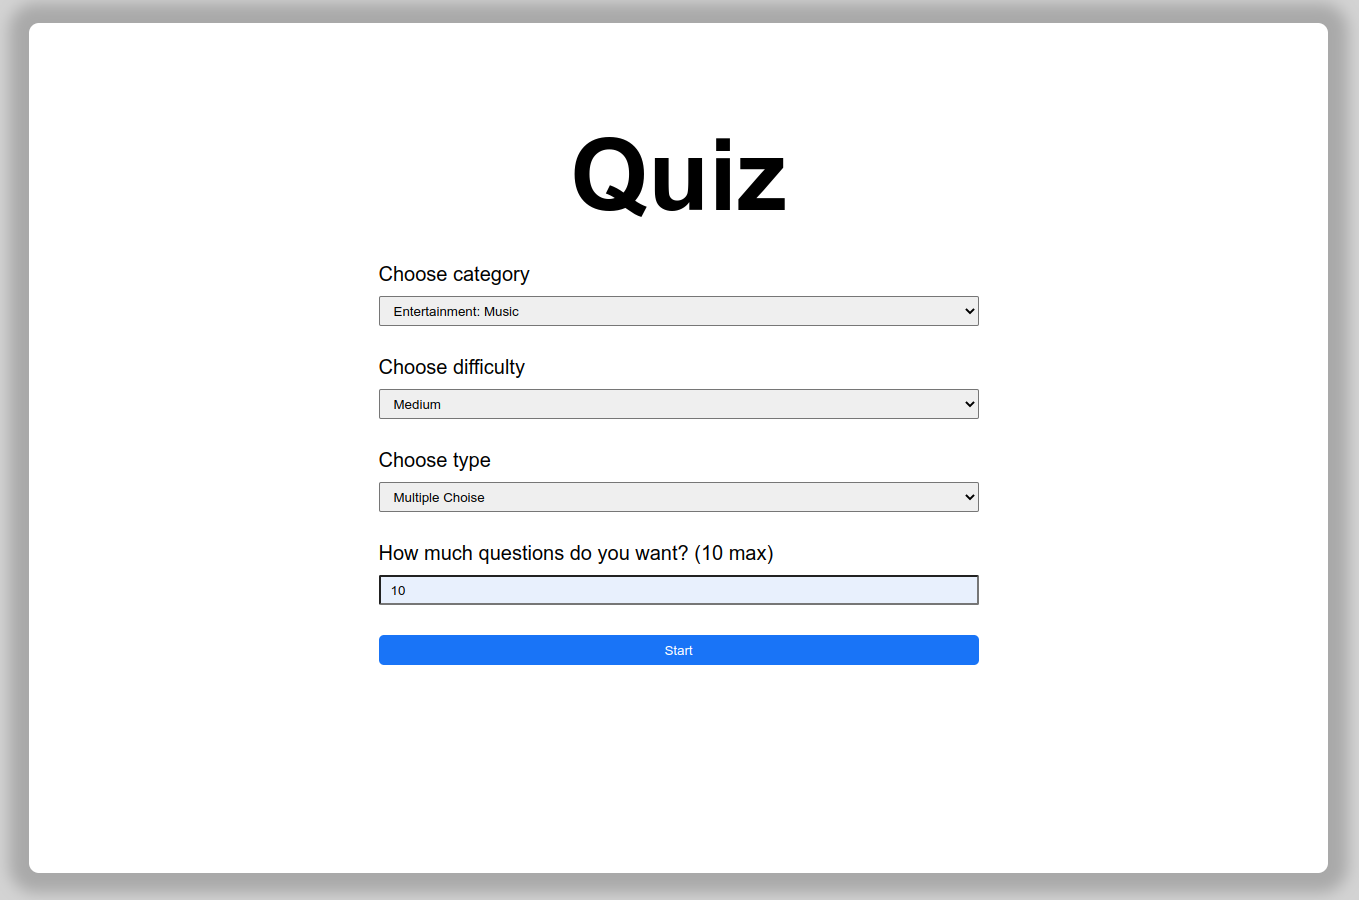 Quiz
Choose category
Entertainment: Music
Choose difficulty
Medium
Choose type
Multiple Choise
How much questions do you want? (10 max)
10
Start